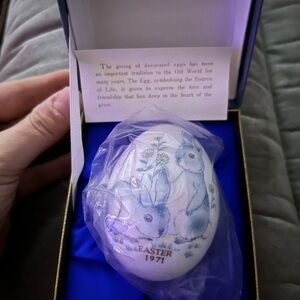 The giving of decorated eggs has been
an important tradition in the Old World for
many years. The Egg, symbolizing the Source
of Life, is given to express the love and
friendship that lies deep in the heart of the
giver.
EASTER
1971